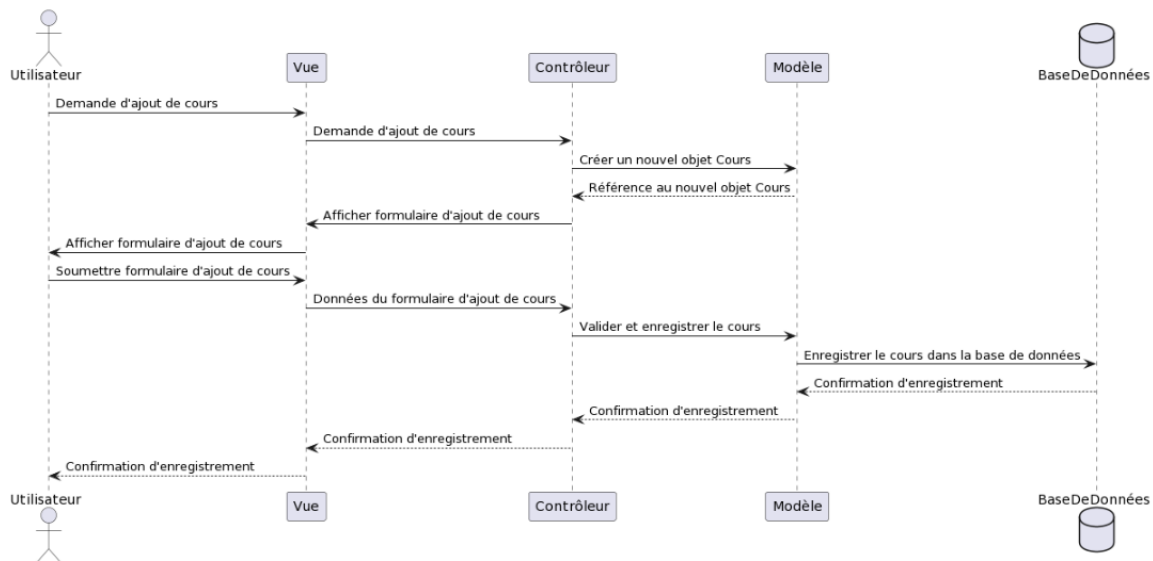 Utilisateur
Vue
Contrôleur
Modèle
BaseDeDonnées
Demande d'ajout de cours
Demande d'ajout de cours
Créer un nouvel objet Cours
Référence au nouvel objet Cours
Afficher formulaire d'ajout de cours
Afficher formulaire d'ajout de cours
Soumettre formulaire d'ajout de cours
Données du formulaire d'ajout de cours
Valider et enregistrer le cours
Enregistrer le cours dans la base de données
Confirmation d'enregistrement
Confirmation d'enregistrement
Confirmation d'enregistrement
Confirmation d'enregistrement
Utilisateur
Vue
Contrôleur
Modèle
BaseDeDonnées